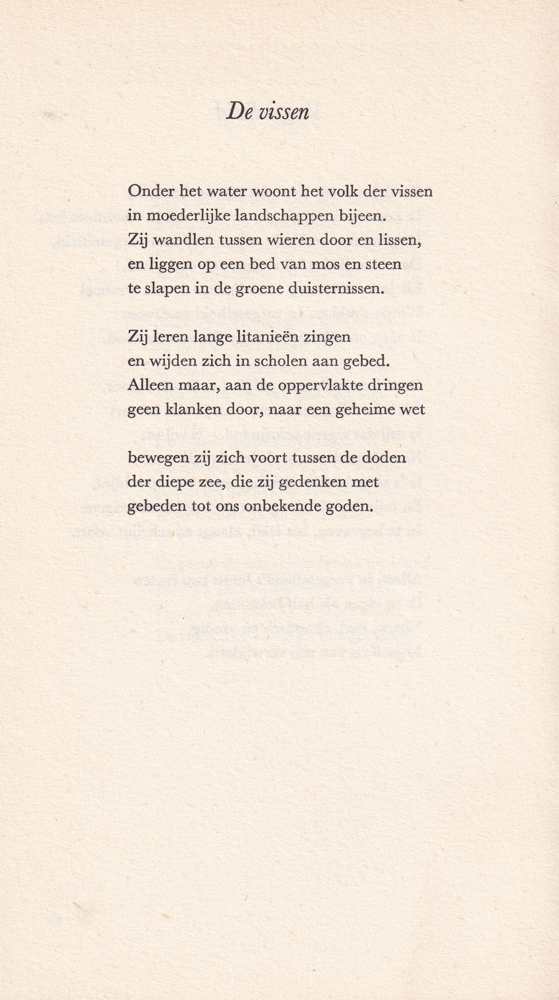 De vissen
Onder het water woont het volk der vissen
in moederlijke landschappen bijeen.
Zij wandlen tussen wieren door en lissen,
en liggen op een bed van mos en steen
te slapen in de groene duisternissen.
Zij leren lange litanieën zingen
en wijden zich in scholen aan gebed.
Alleen maar, aan de oppervlakte dringen
geen klanken door, naar een geheime wet
bewegen zij zich voort tussen de doden
der diepe zee, die zij gedenken met
gebeden tot ons onbekende goden.